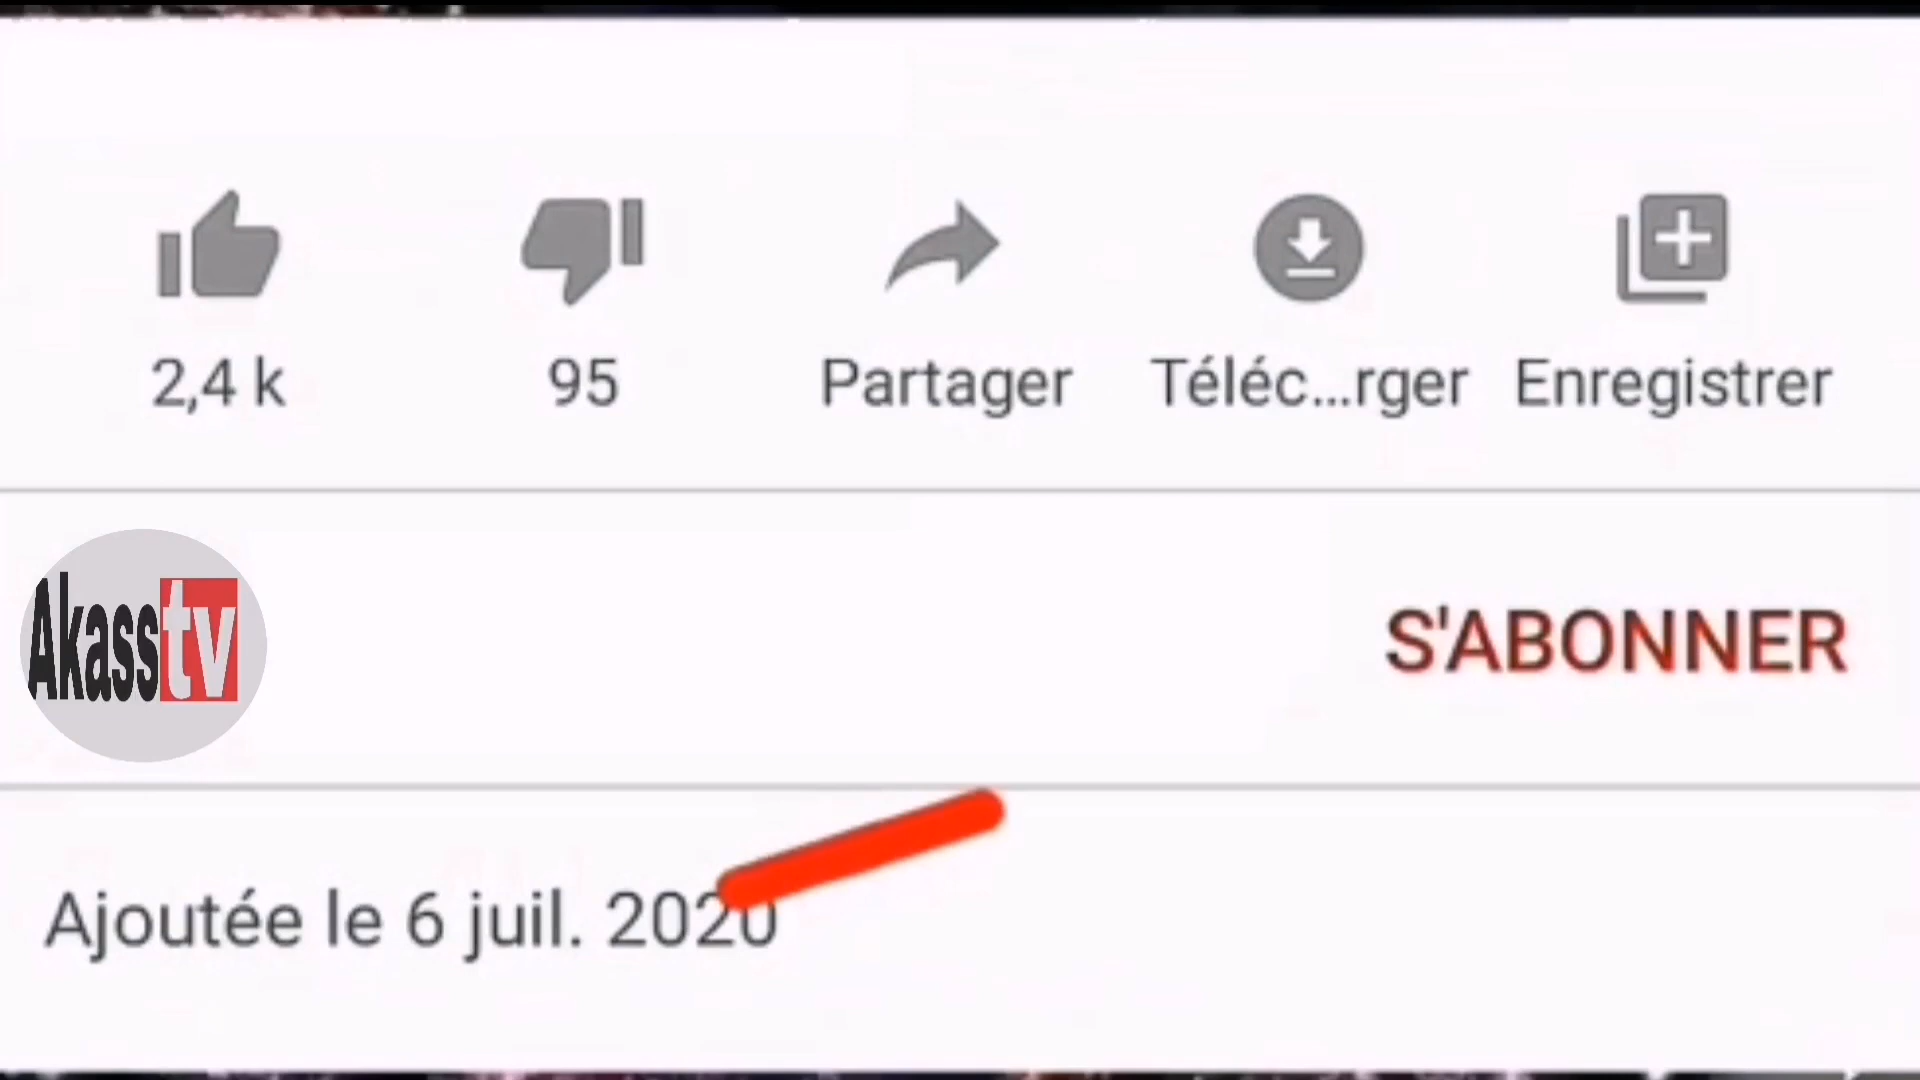 2,4 k 95 Partager Téléc...rger Enregistrer
Akasstv S'ABONNER
Ajoutée le 6 juil. 2020